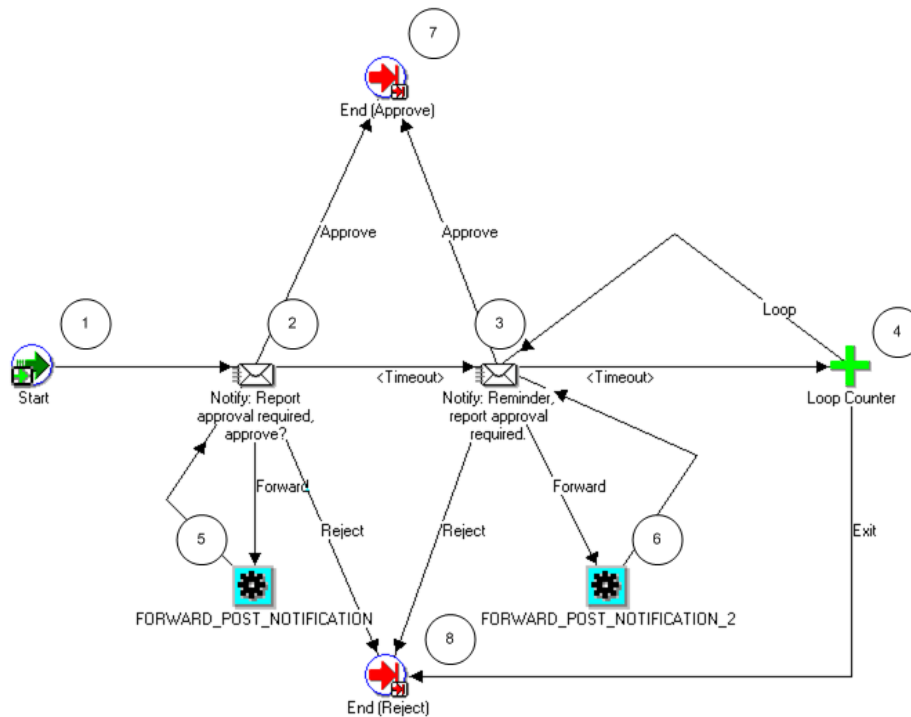 7
End (Approve)
Approve
Approve
1
2
3
Loop
4
Start
<Timeout>
<Timeout>
Notify: Report
approval required,
approve?
Notify: Reminder,
report approval
required.
Loop Counter
Forward
Forward
5
Reject
Reject
6
Exit
FORWARD_POST_NOTIFICATION
FORWARD_POST_NOTIFICATION_2
8
End (Reject)